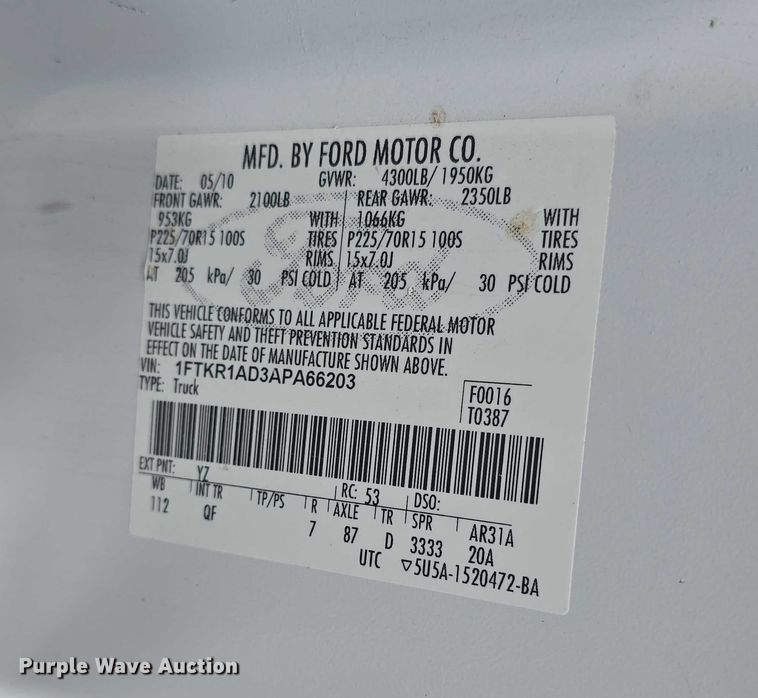 MFD. BY FORD MOTOR CO.
DATE: 05/10 GVWR: 4300LB/ 1950KG
FRONT GAWR: 2100LB REAR GAWR: 2350LB
953KG WITH 1066KG WITH
P225/70R15 100S TIRES P225/70R15 100S TIRES
15x7.0J RIMS 15x7.0J RIMS
AT 205 kPa/ 30 PSI COLD AT 205 kPa/ 30 PSI COLD
Ford
THIS VEHICLE CONFORMS TO ALL APPLICABLE FEDERAL MOTOR
VEHICLE SAFETY AND THEFT PREVENTION STANDARDS IN
EFFECT ON THE DATE OF MANUFACTURE SHOWN ABOVE.
VIN: 1FTKR1AD3APA66203
TYPE: Truck
F0016
T0387
EXT PNT: YZ RC: 53 DSO:
WB INT TR TP/PS R AXLE TR SPR AR31A
112 QF 7 87 D 3333 20A
UTC ▽5U5A-1520472-BA
Purple Wave Auction